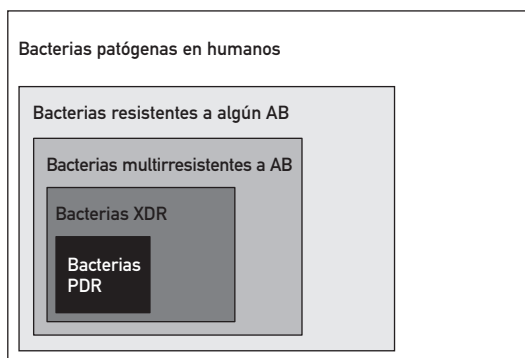 Bacterias patógenas en humanos
Bacterias resistentes a algún AB
Bacterias multirresistentes a AB
Bacterias XDR
Bacterias
PDR